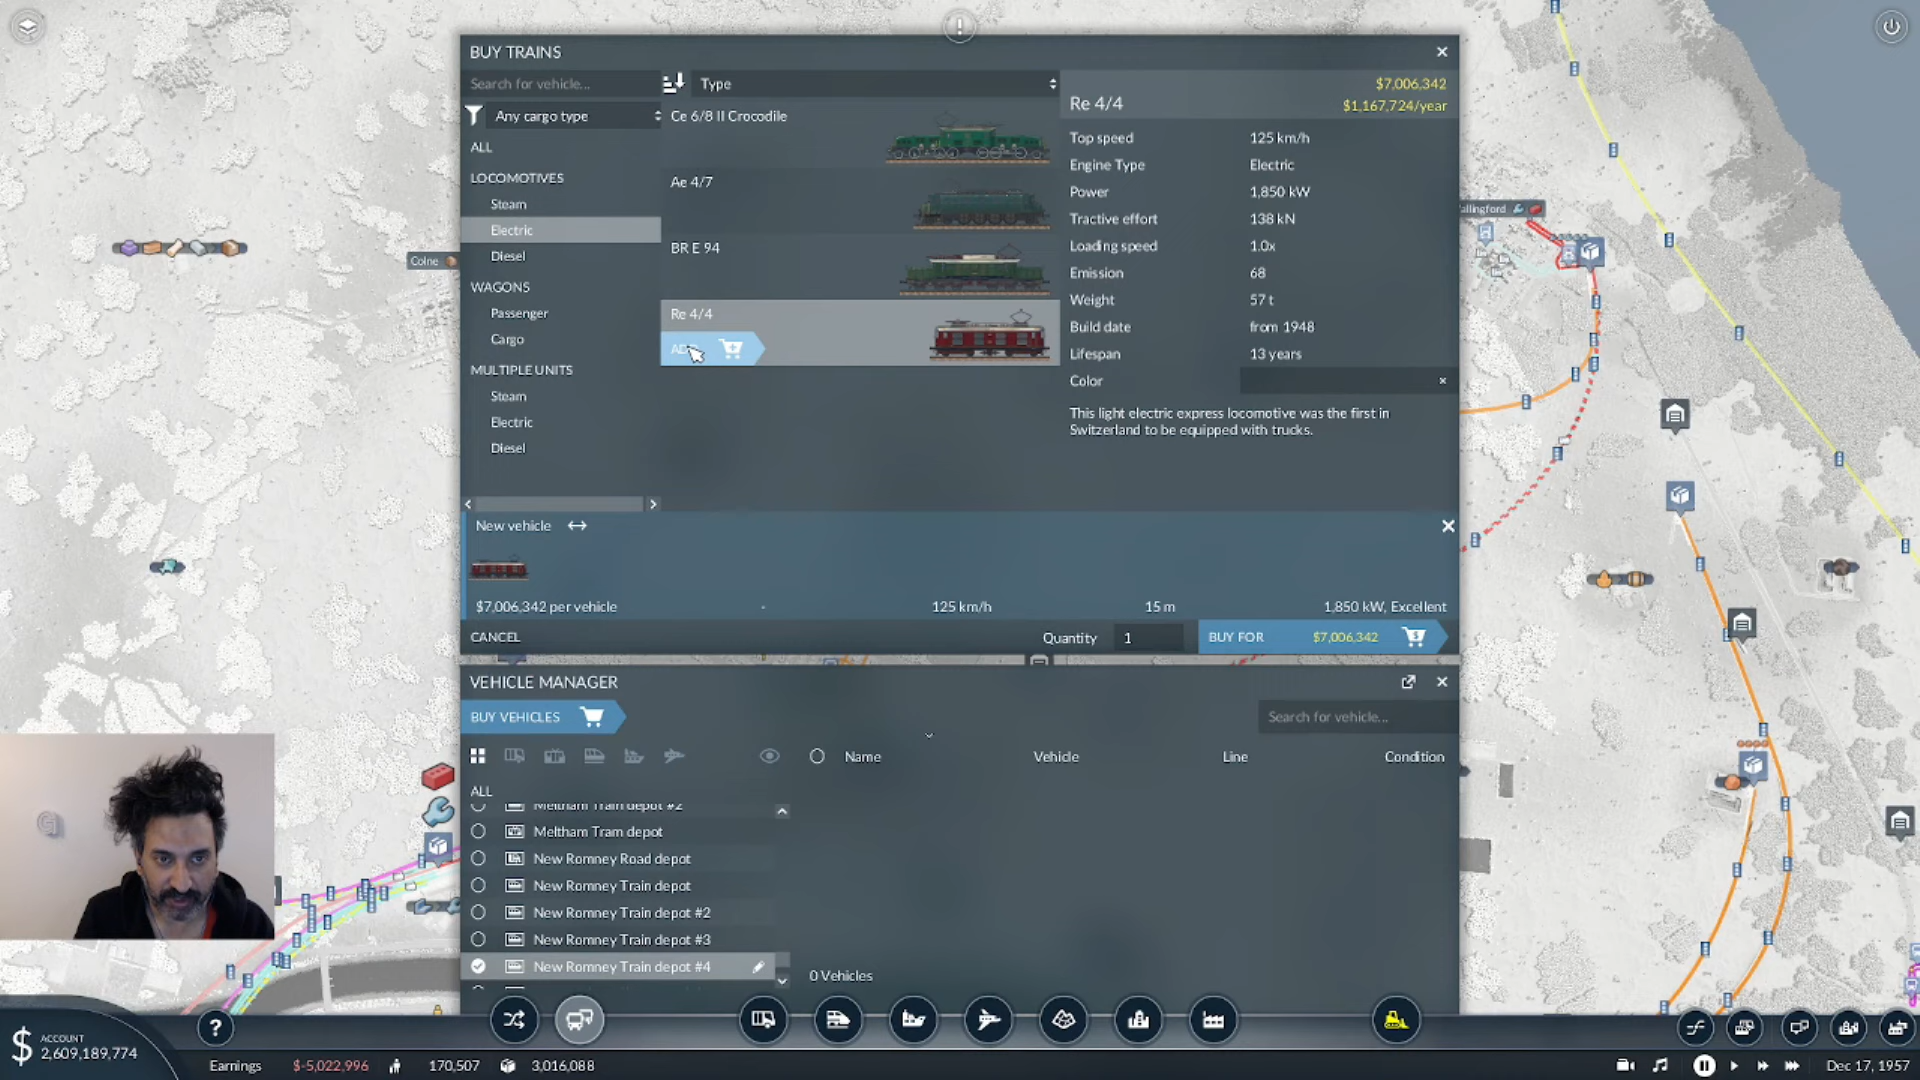 BUY TRAINS
Search for vehicle...
Type
Any cargo type
ALL
LOCOMOTIVES
Steam
Electric
Diesel
WAGONS
Passenger
Cargo
MULTIPLE UNITS
Steam
Electric
Diesel
Ce 6/8 II Crocodile
Ae 4/7
BR E 94
Re 4/4
Re 4/4
$7,006,342
$1,167,724/year
Top speed 125 km/h
Engine Type Electric
Power 1,850 kW
Tractive effort 138 kN
Loading speed 1.0x
Emission 68
Weight 57 t
Build date from 1948
Lifespan 13 years
Color
This light electric express locomotive was the first in
Switzerland to be equipped with trucks.
Colne
New vehicle
$7,006,342 per vehicle - 125 km/h 15 m 1,850 kW, Excellent
CANCEL
Quantity 1
BUY FOR $7,006,342
VEHICLE MANAGER
BUY VEHICLES
Search for vehicle...
Name Vehicle Line Condition
ALL
Meltham Train depot #2
Meltham Tram depot
New Romney Road depot
New Romney Train depot
New Romney Train depot #2
New Romney Train depot #3
New Romney Train depot #4
0 Vehicles
?
$ ACCOUNT
2,609,189,774
Earnings $-5,022,996 170,507 3,016,088
Dec 17, 1957